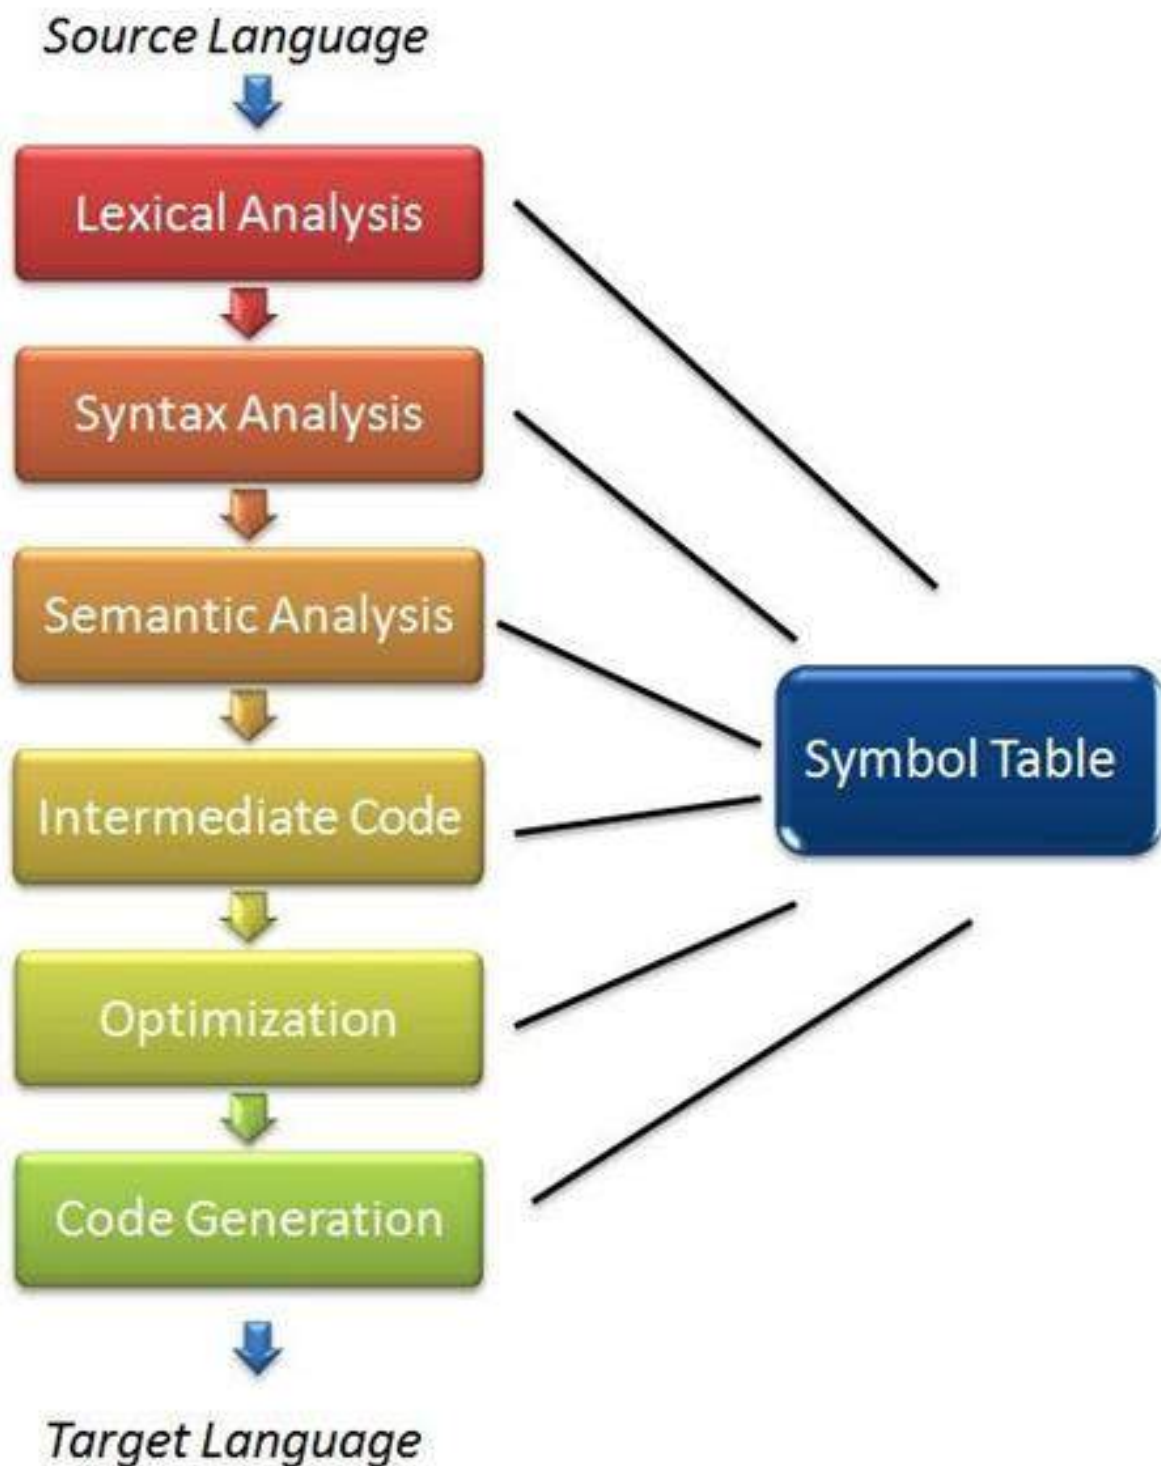 Source Language
Lexical Analysis
Syntax Analysis
Semantic Analysis
Intermediate Code
Symbol Table
Optimization
Code Generation
Target Language